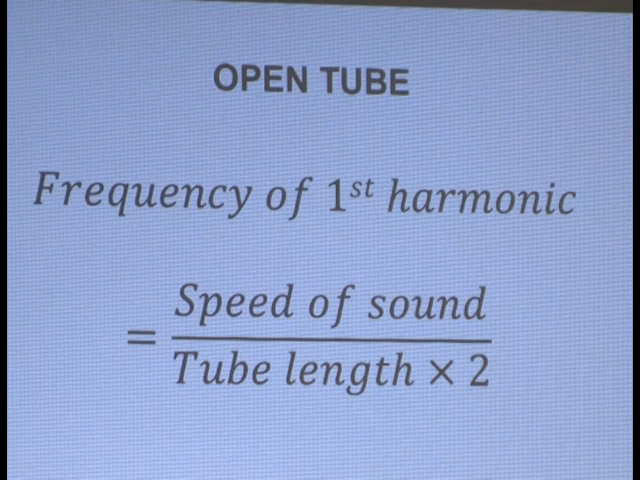 OPEN TUBE
Frequency of 1st harmonic
= Speed of sound
Tube length × 2